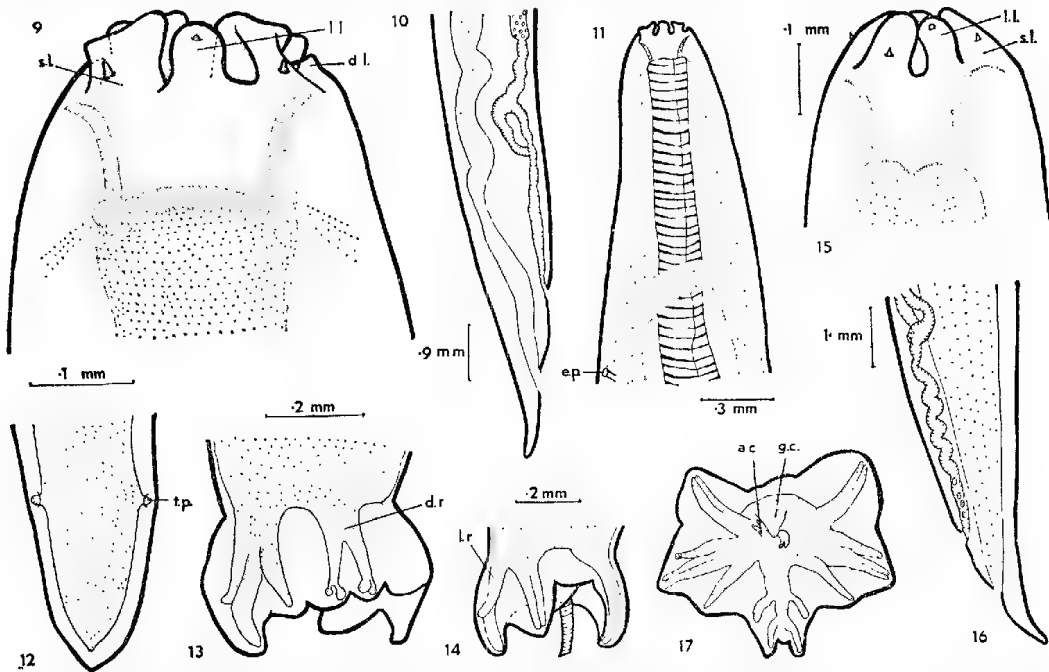 9
11
s.l.
d l.
10
11
e.p.
·3 mm
·1 mm
l.l.
s.l.
15
·9 mm
·1 mm
12
t.p.
·2 mm
d.r
13
·2 mm
l.r
14
a c
g.c.
17
1· mm
16